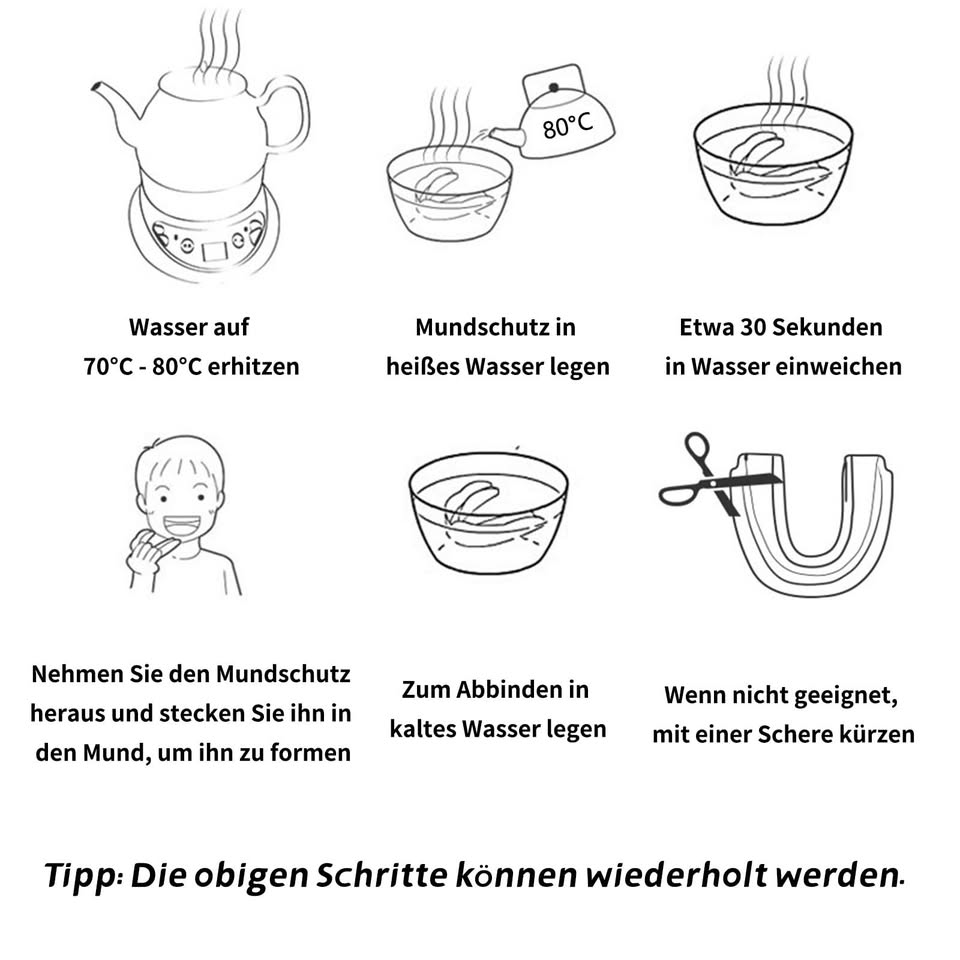 80°C
Wasser auf
70°C - 80°C erhitzen
Mundschutz in
heißes Wasser legen
Etwa 30 Sekunden
in Wasser einweichen
Nehmen Sie den Mundschutz
heraus und stecken Sie ihn in
den Mund, um ihn zu formen
Zum Abbinden in
kaltes Wasser legen
Wenn nicht geeignet,
mit einer Schere kürzen
Tipp: Die obigen Schritte können wiederholt werden.